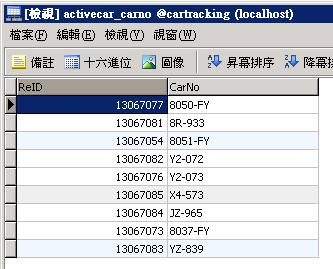 [檢視] activecar_carno @cartracking (localhost)
檔案(F) 編輯(E) 檢視(V) 視窗(W)
備註 十六進位 圖像 昇冪排序 降冪
ReID CarNo
13067077 8050-FY
13067081 8R-933
13067054 8051-FY
13067082 Y2-072
13067076 Y2-073
13067085 X4-573
13067084 JZ-965
13067073 8037-FY
13067083 YZ-839